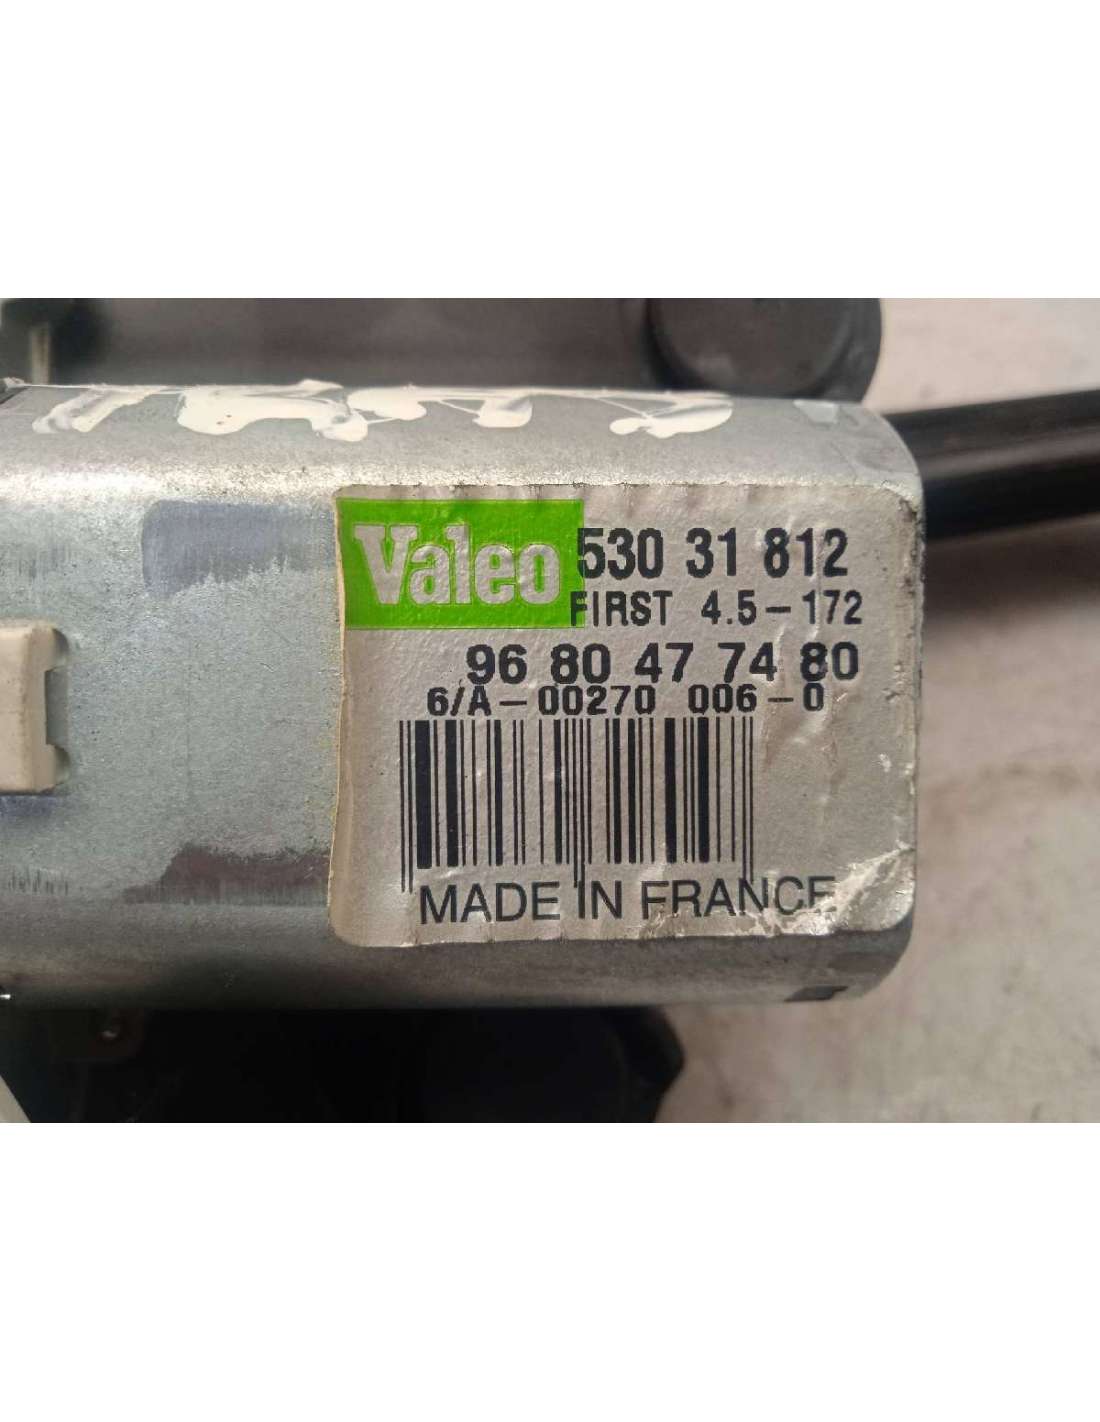 Valeo 530 31 812
FIRST 4.5-172
96 80 47 74 80
6/A-00270 006-0
MADE IN FRANCE